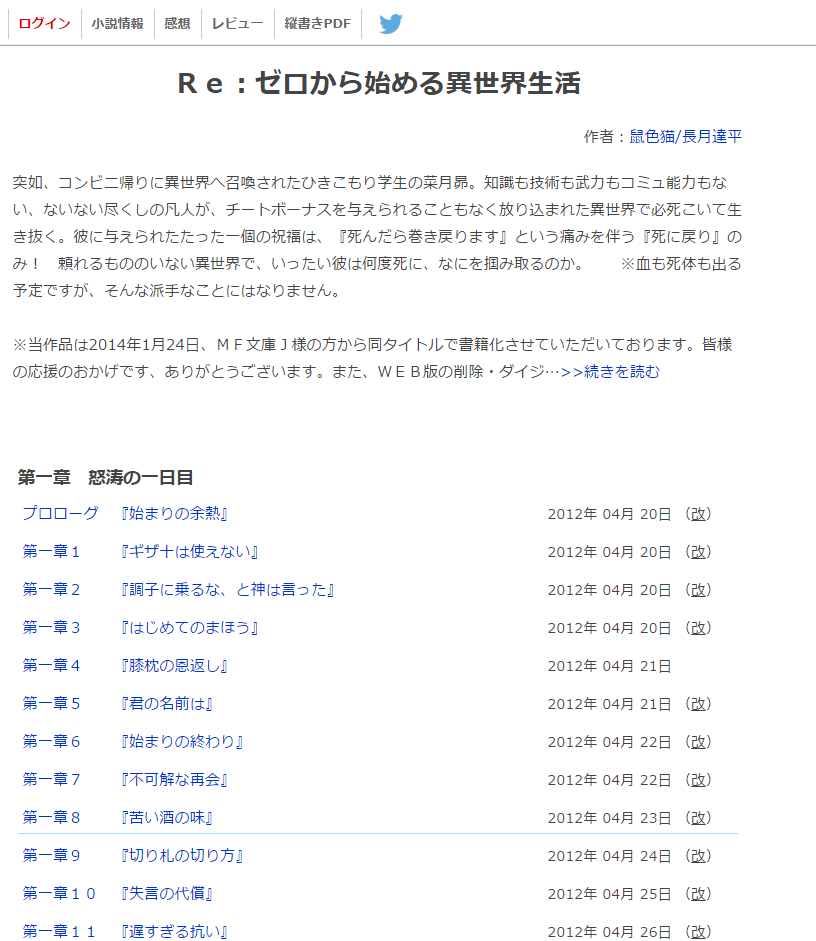 ログイン 小説情報 感想 レビュー 縦書きPDF
Ｒｅ：ゼロから始める異世界生活
作者：鼠色猫/長月達平
突如、コンビニ帰りに異世界へ召喚されたひきこもり学生の菜月昴。知識も技術も武力もコミュ能力もな
い、ないない尽くしの凡人が、チートボーナスを与えられることもなく放り込まれた異世界で必死こいて生
き抜く。彼に与えられたたった一個の祝福は、『死んだら巻き戻ります』という痛みを伴う『死に戻り』の
み！　頼れるもののいない異世界で、いったい彼は何度死に、なにを掴み取るのか。　　※血も死体も出る
予定ですが、そんな派手なことにはなりません。
※当作品は2014年1月24日、ＭＦ文庫Ｊ様の方から同タイトルで書籍化させていただいております。皆様
の応援のおかげです、ありがとうございます。また、ＷＥＢ版の削除・ダイジ…>>続きを読む
第一章　怒涛の一日目
プロローグ　『始まりの余熱』 2012年 04月 20日 （改）
第一章１　『ギザ十は使えない』 2012年 04月 20日 （改）
第一章２　『調子に乗るな、と神は言った』 2012年 04月 20日 （改）
第一章３　『はじめてのまほう』 2012年 04月 20日 （改）
第一章４　『膝枕の恩返し』 2012年 04月 21日
第一章５　『君の名前は』 2012年 04月 21日 （改）
第一章６　『始まりの終わり』 2012年 04月 22日 （改）
第一章７　『不可解な再会』 2012年 04月 22日 （改）
第一章８　『苦い酒の味』 2012年 04月 23日 （改）
第一章９　『切り札の切り方』 2012年 04月 24日 （改）
第一章１０　『失言の代償』 2012年 04月 25日 （改）
第一章１１　『遅すぎる抗い』 2012年 04月 26日 （改）